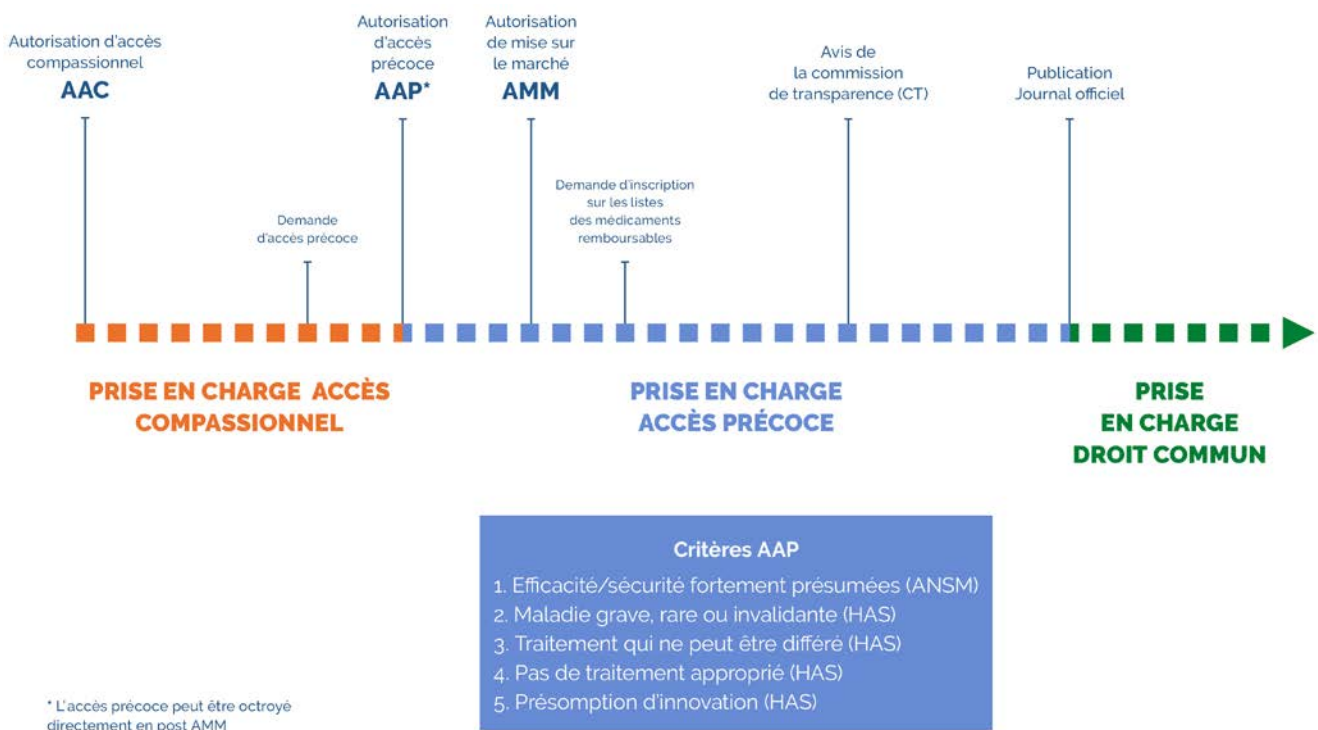 Autorisation d'accès
compassionnel
AAC
Autorisation
d'accès
précoce
AAP*
Autorisation
de mise sur
le marché
AMM
Avis de
la commission
de transparence (CT)
Publication
Journal officiel
Demande
d'accès précoce
Demande d'inscription
sur les listes
des médicaments
remboursables
PRISE EN CHARGE ACCÈS
COMPASSIONNEL
PRISE EN CHARGE
ACCÈS PRÉCOCE
PRISE
EN CHARGE
DROIT COMMUN
Critères AAP
1. Efficacité/sécurité fortement présumées (ANSM)
2. Maladie grave, rare ou invalidante (HAS)
3. Traitement qui ne peut être différé (HAS)
4. Pas de traitement approprié (HAS)
5. Présomption d'innovation (HAS)
* L'accès précoce peut être octroyé
directement en post AMM